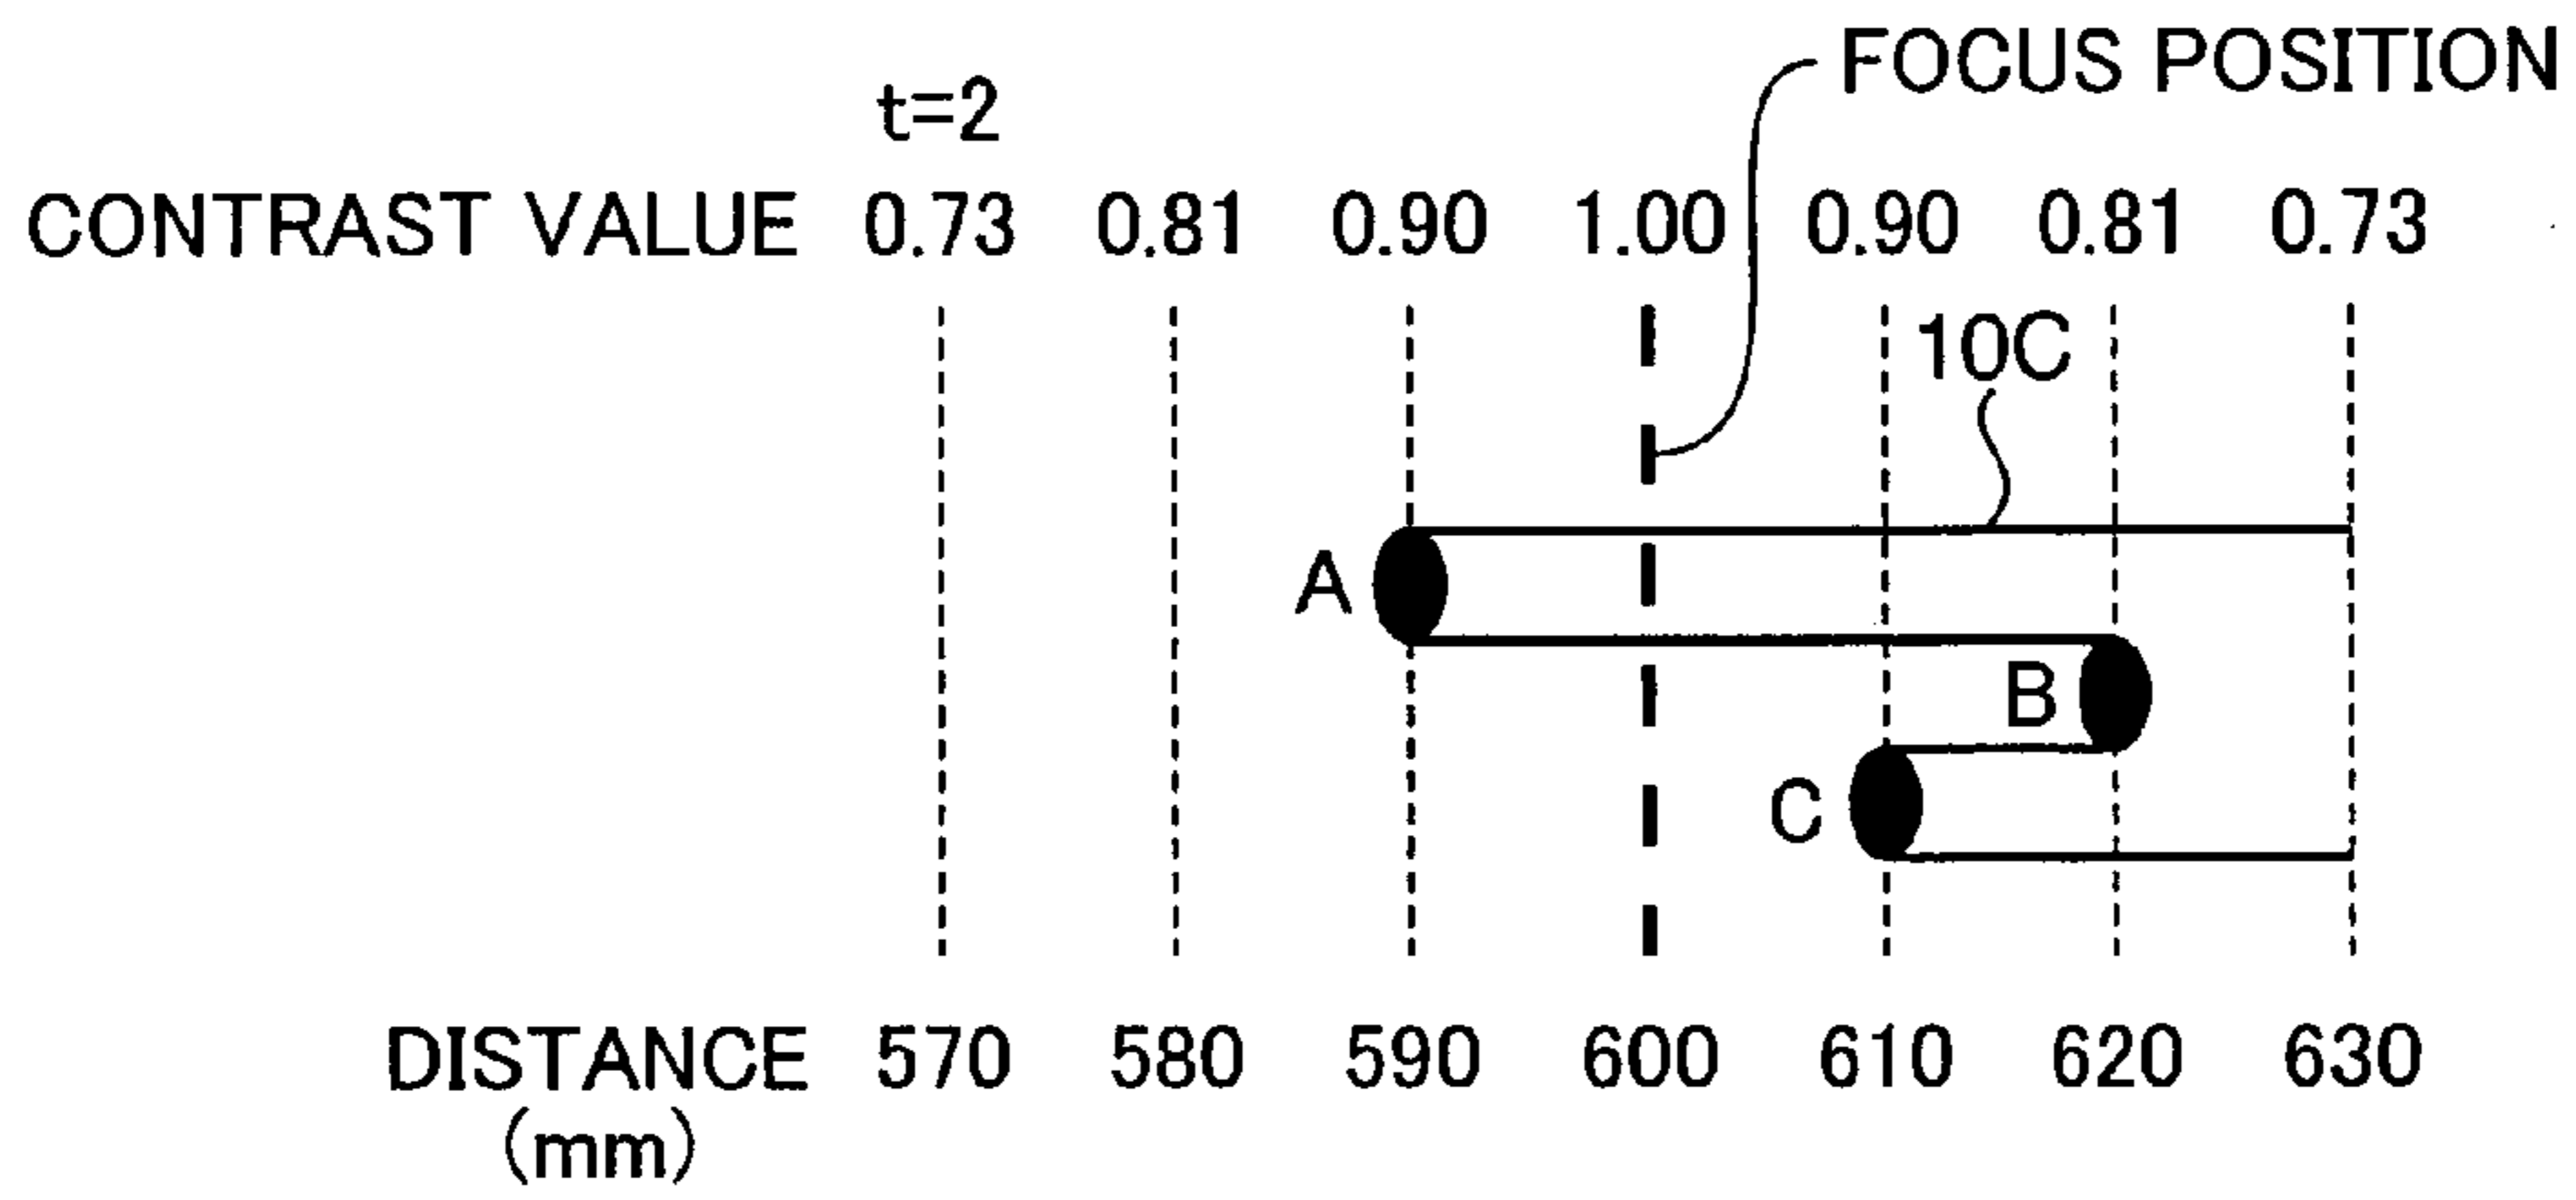 FOCUS POSITION
t=2
CONTRAST VALUE 0.73 0.81 0.90 1.00 0.90 0.81 0.73
10C
A
B
C
DISTANCE 570 580 590 600 610 620 630
(mm)